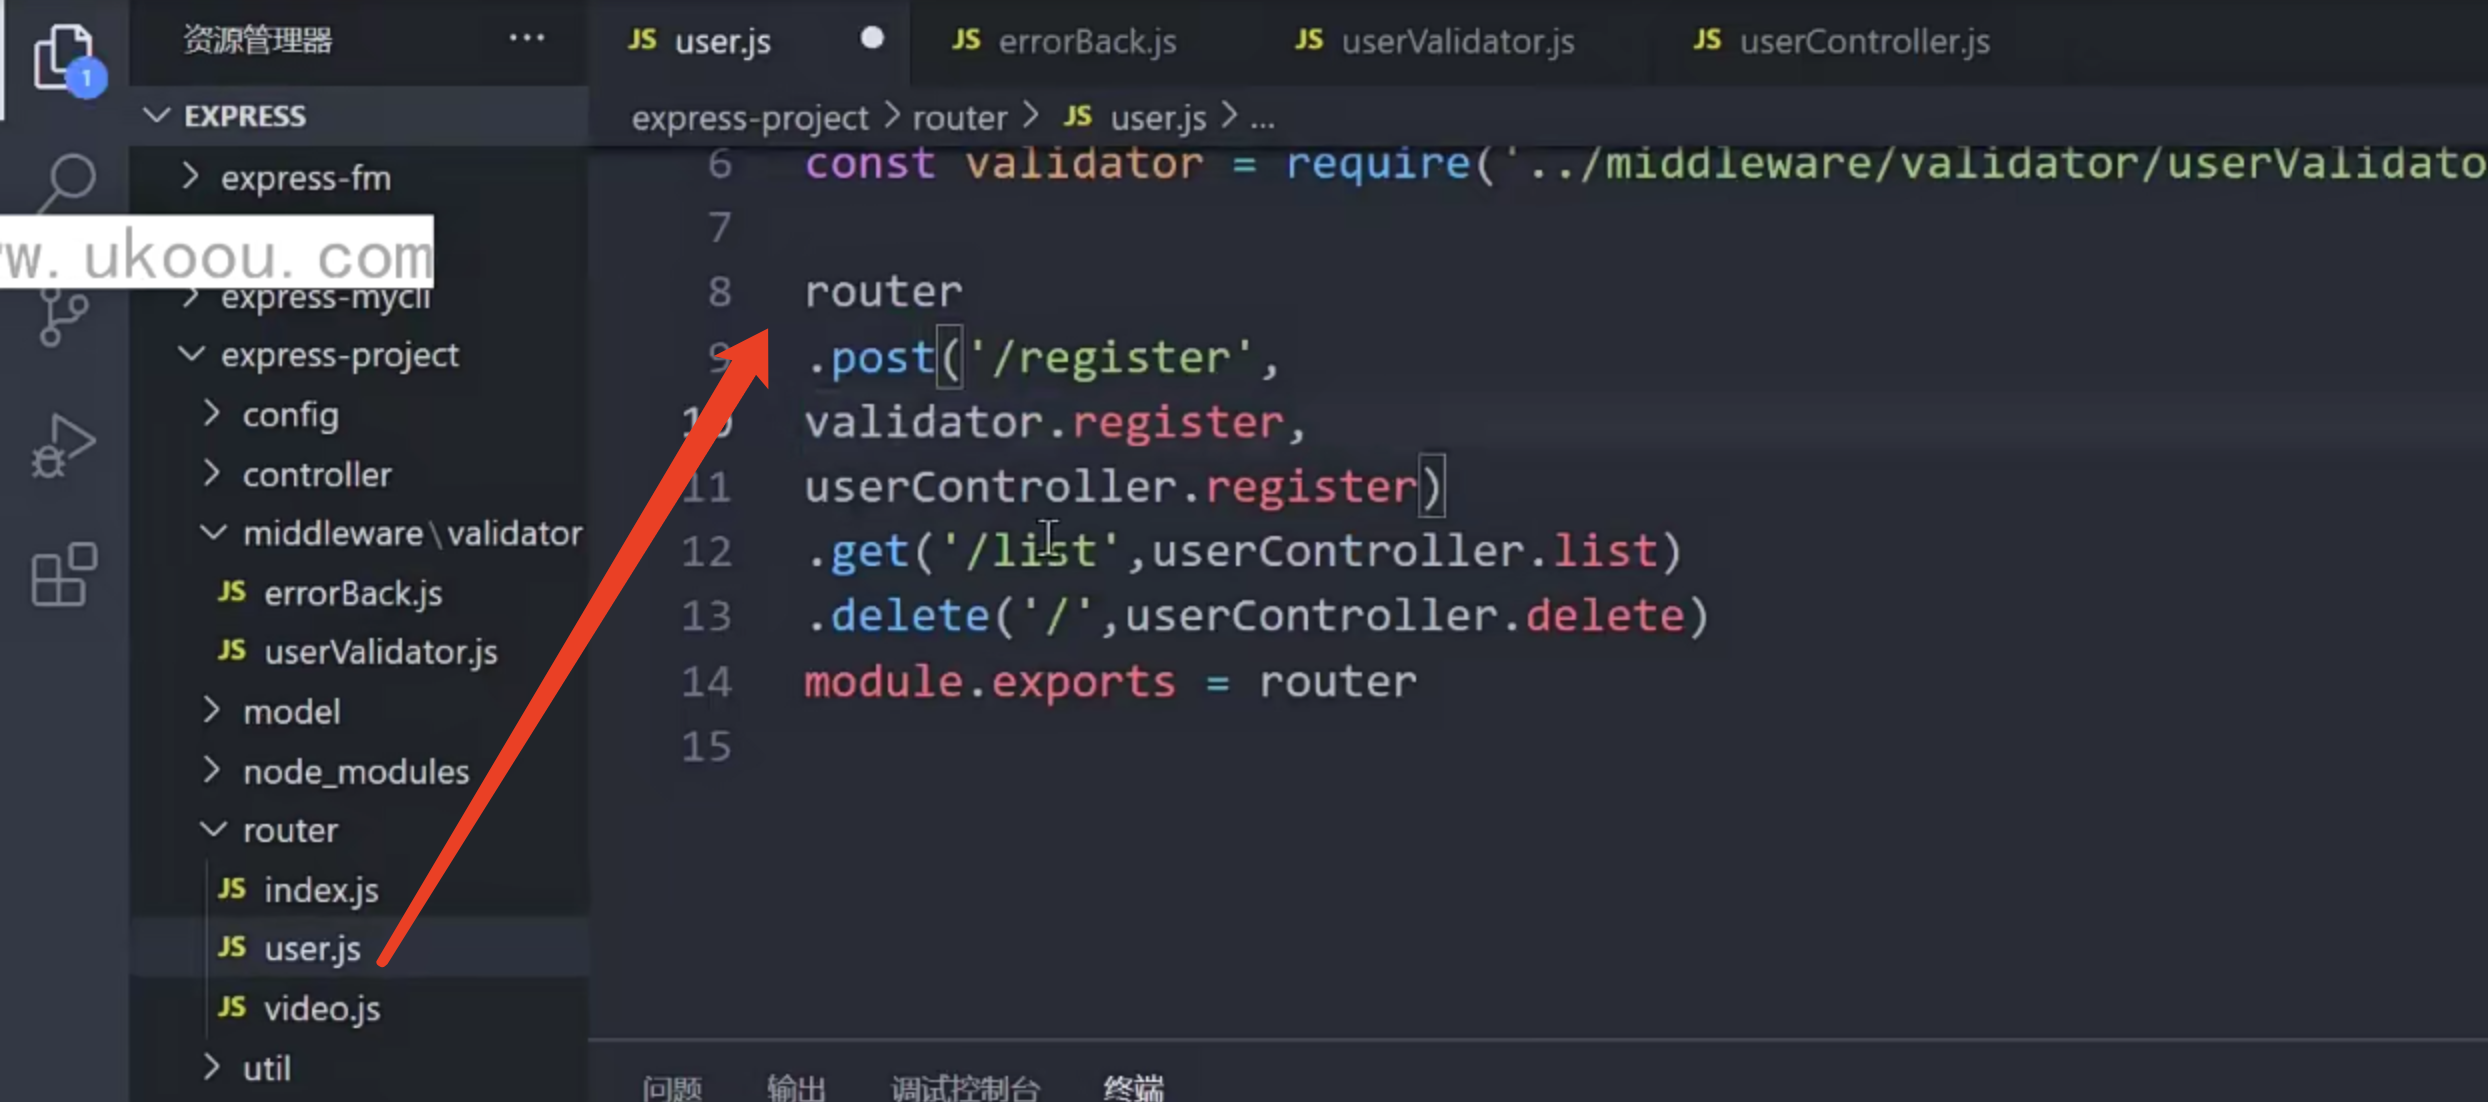 资源管理器 ...
1
EXPRESS
express-fm
w. ukoou. com
express-mycli
express-project
config
controller
middleware\validator
JS errorBack.js
JS userValidator.js
model
node_modules
router
JS index.js
JS user.js
JS video.js
util
JS user.js
JS errorBack.js
JS userValidator.js
JS userController.js
express-project > router > JS user.js > ...
6 const validator = require('../middleware/validator/userValidato
7
8 router
9 .post('/register',
10 validator.register,
11 userController.register)
12 .get('/list',userController.list)
13 .delete('/',userController.delete)
14 module.exports = router
15
问题 输出 调试控制台 终端